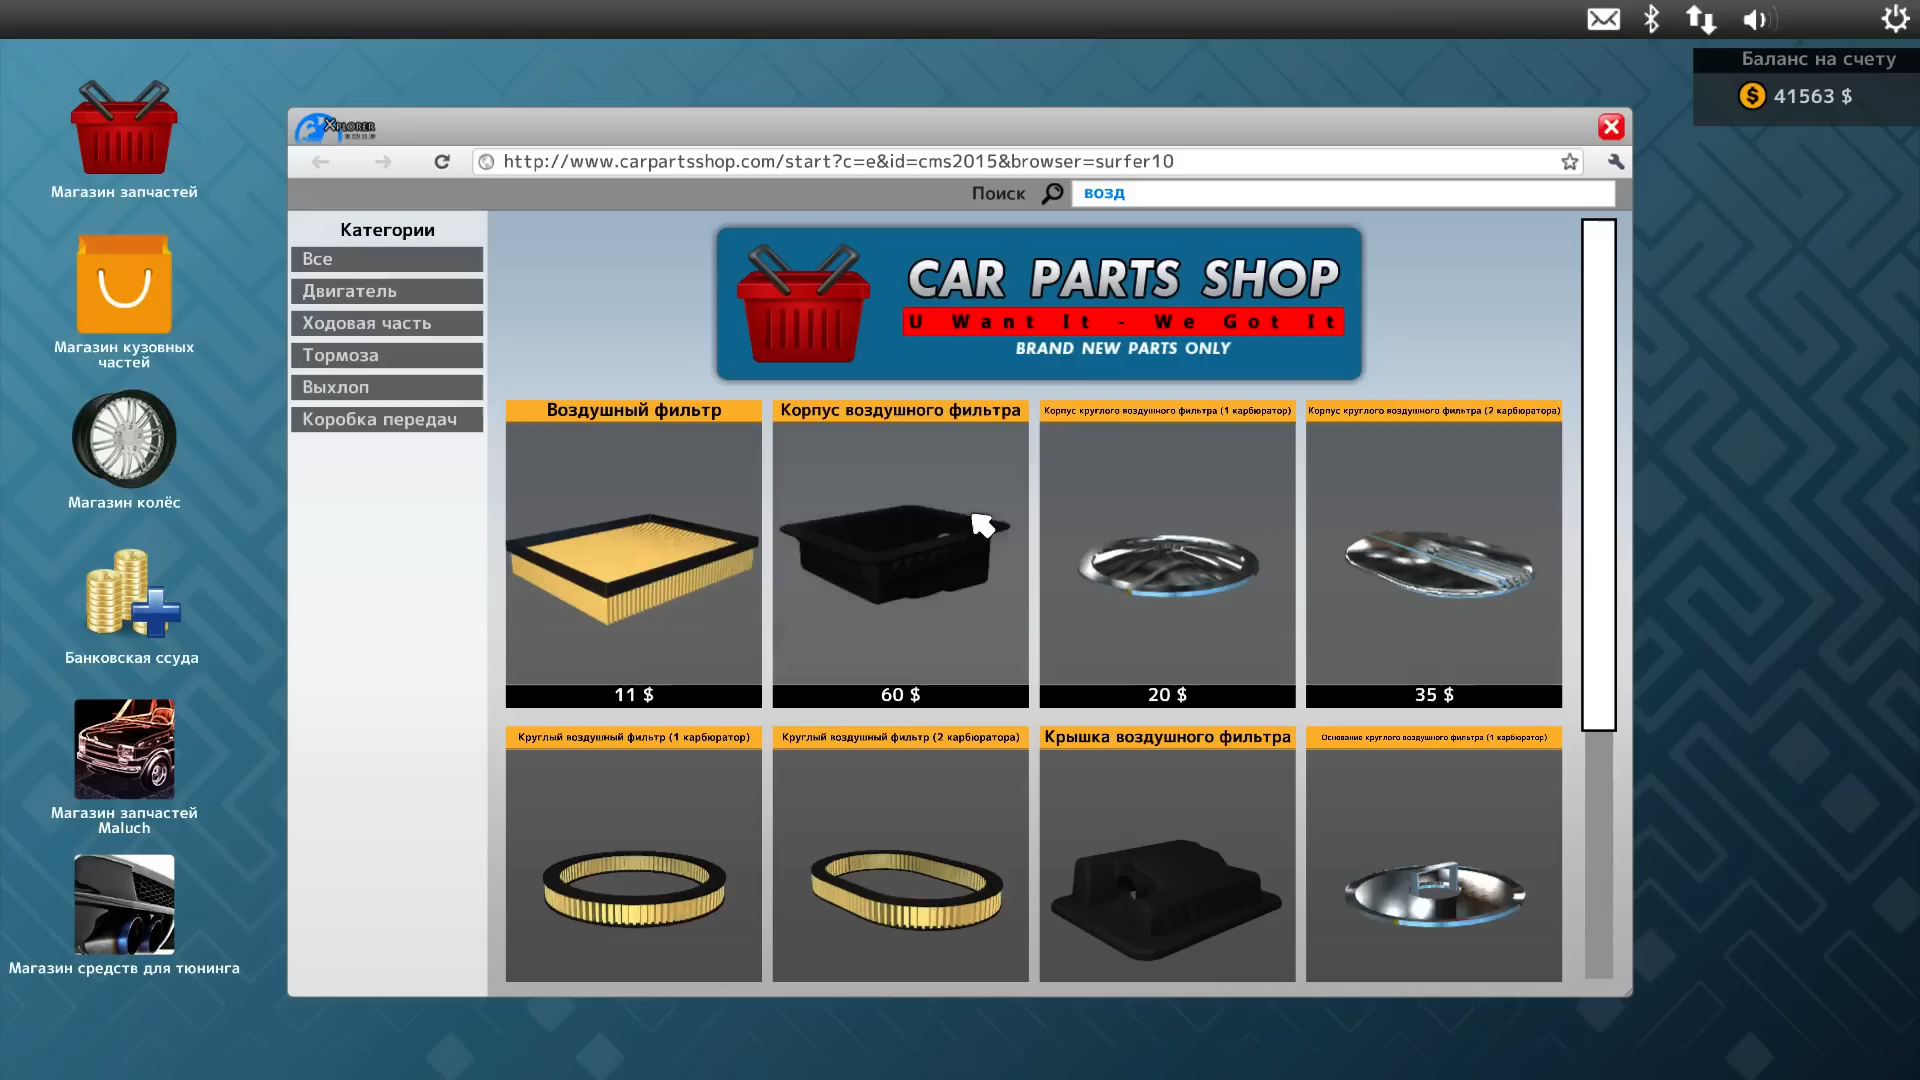 Баланс на счету
41563 $
Магазин запчастей
Магазин кузовных
частей
Магазин колёс
Банковская ссуда
Магазин запчастей
Maluch
Магазин средств для тюнинга
XPLORER
http://www.carpartsshop.com/start?c=e&id=cms2015&browser=surfer10
Поиск
возд
Категории
Все
Двигатель
Ходовая часть
Тормоза
Выхлоп
Коробка передач
CAR PARTS SHOP
U Want It - We Got It
BRAND NEW PARTS ONLY
Воздушный фильтр
11 $
Корпус воздушного фильтра
60 $
Корпус круглого воздушного фильтра (1 карбюратор)
20 $
Корпус круглого воздушного фильтра (2 карбюратора)
35 $
Круглый воздушный фильтр (1 карбюратор)
Круглый воздушный фильтр (2 карбюратора)
Крышка воздушного фильтра
Основание круглого воздушного фильтра (1 карбюратор)